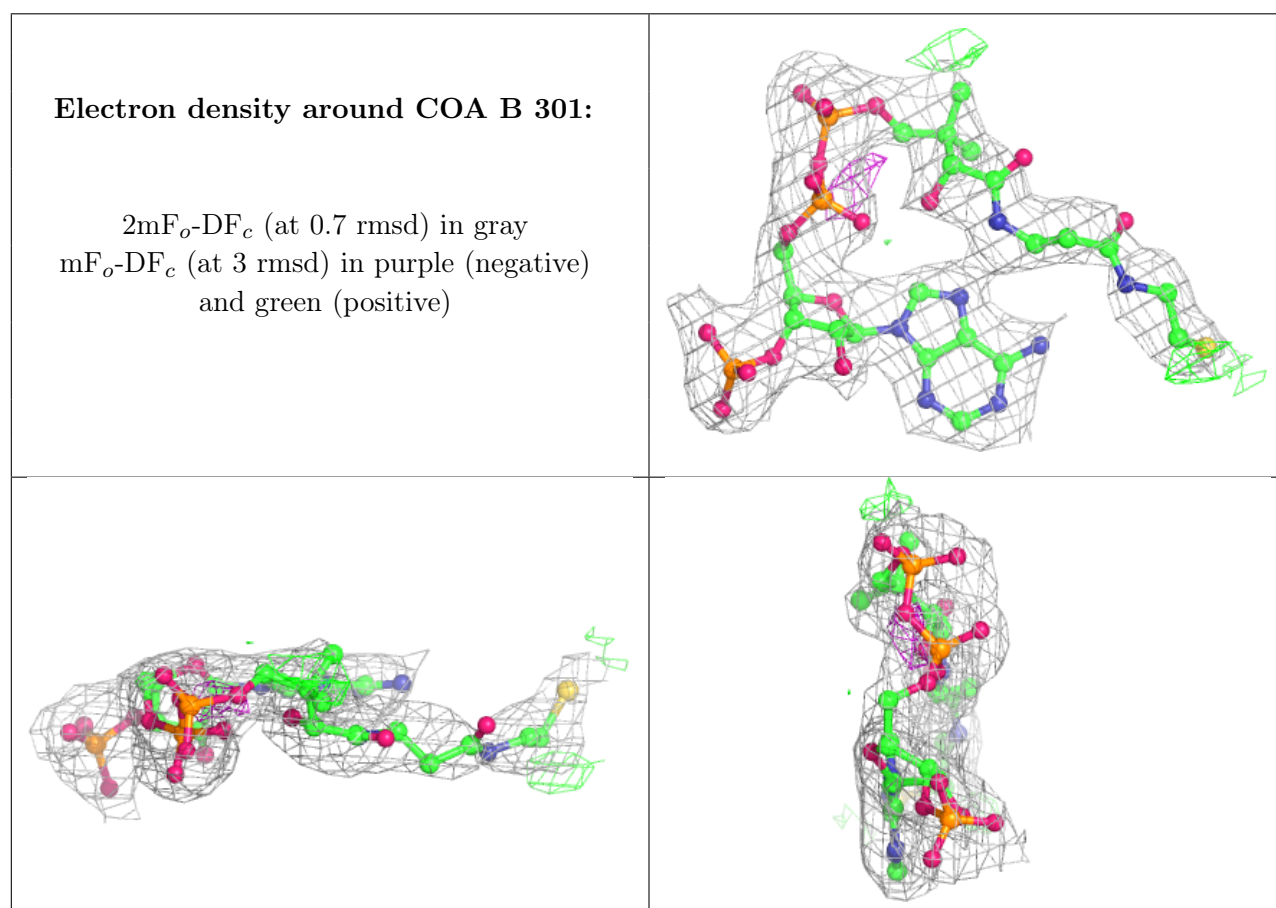 Electron density around COA B 301:
2mFo-DFc (at 0.7 rmsd) in gray
mFo-DFc (at 3 rmsd) in purple (negative)
and green (positive)